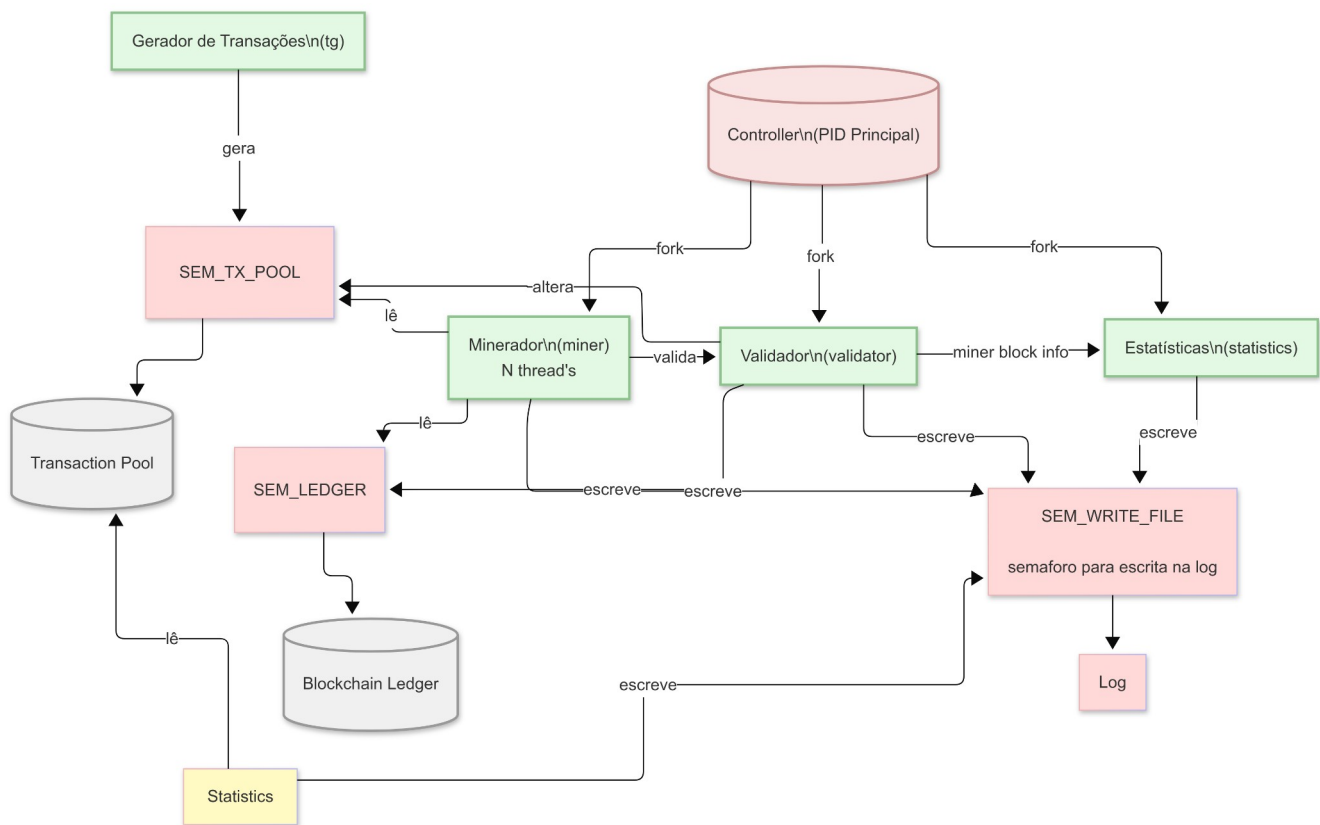 Gerador de Transações\n(tg)
Controller\n(PID Principal)
gera
fork
fork
fork
SEM_TX_POOL
altera
lê
Minerador\n(miner)
N thread's
valida
Validador\n(validator)
miner block info
Estatísticas\n(statistics)
lê
escreve
escreve
Transaction Pool
SEM_LEDGER
escreve
escreve
SEM_WRITE_FILE
semaforo para escrita na log
lê
Blockchain Ledger
escreve
Log
Statistics